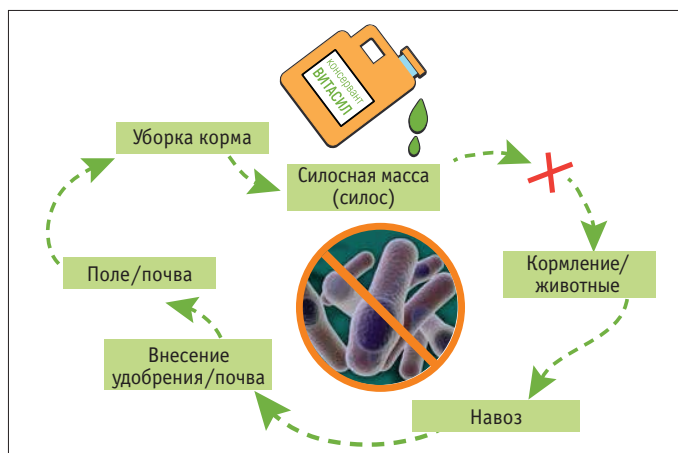 консервант
ВИТАСИЛ
Уборка корма
Силосная масса
(силос)
Кормление/
животные
Поле/почва
Внесение
удобрения/почва
Навоз